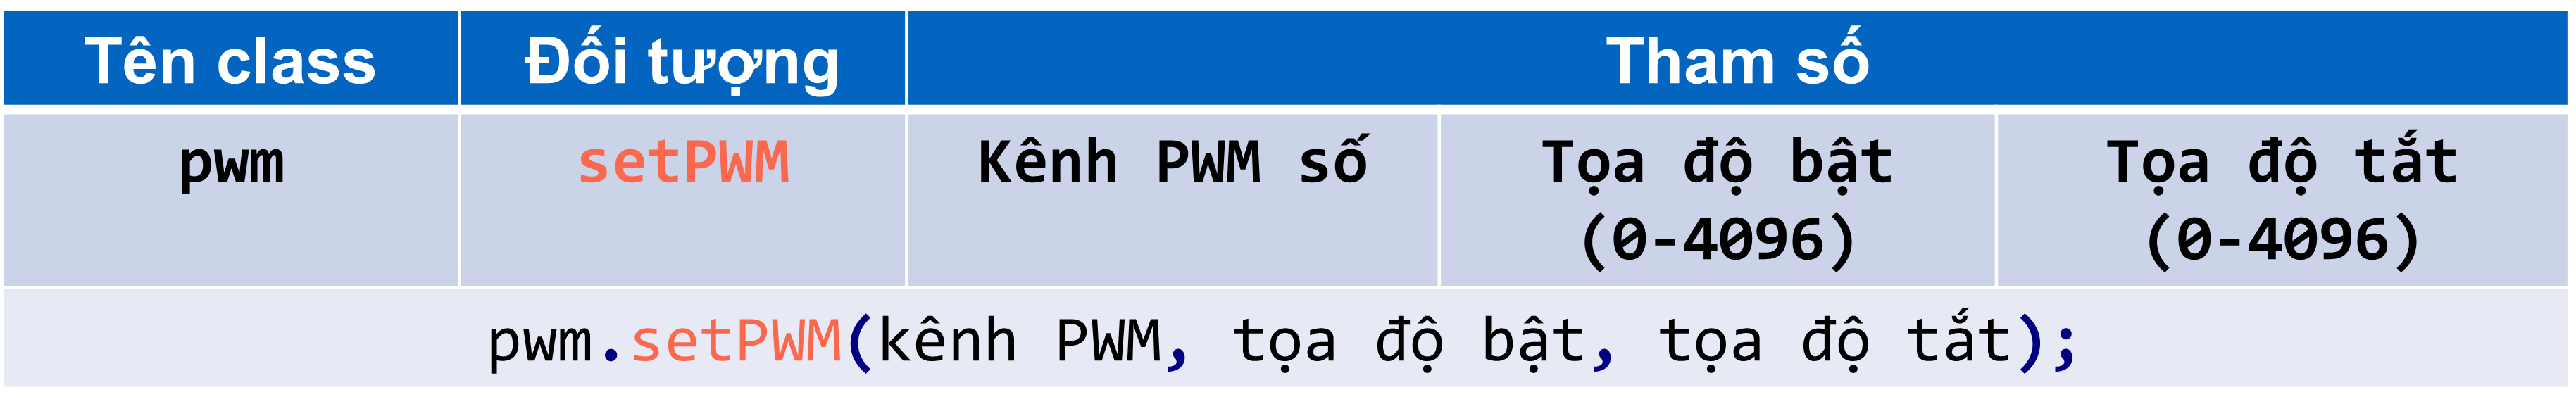 Tên class Đối tượng Tham số
pwm setPWM Kênh PWM số Tọa độ bật Tọa độ tắt
(0-4096) (0-4096)
pwm.setPWM(kênh PWM, tọa độ bật, tọa độ tắt);